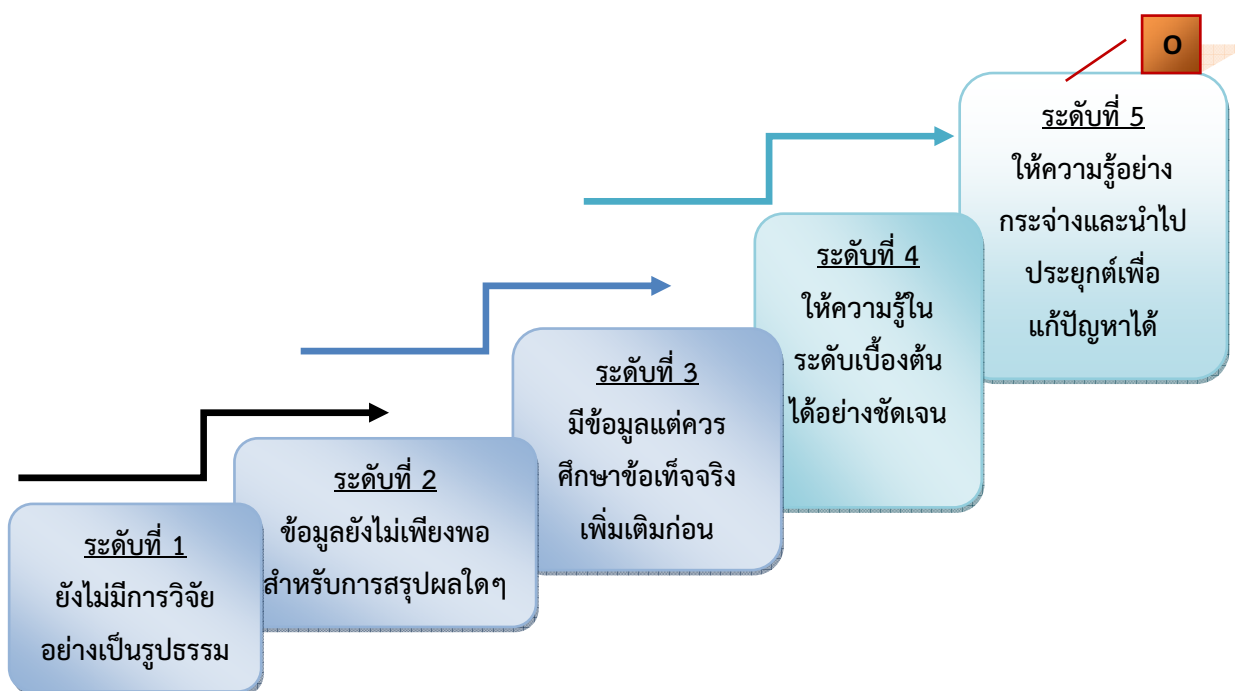 ระดับที่ 1
ยังไม่มีการวิจัย
อย่างเป็นรูปธรรม
ระดับที่ 2
ข้อมูลยังไม่เพียงพอ
สำหรับการสรุปผลใดๆ
ระดับที่ 3
มีข้อมูลแต่ควร
ศึกษาข้อเท็จจริง
เพิ่มเติมก่อน
ระดับที่ 4
ให้ความรู้ใน
ระดับเบื้องต้น
ได้อย่างชัดเจน
O
ระดับที่ 5
ให้ความรู้อย่าง
กระจ่างและนำไป
ประยุกต์เพื่อ
แก้ปัญหาได้